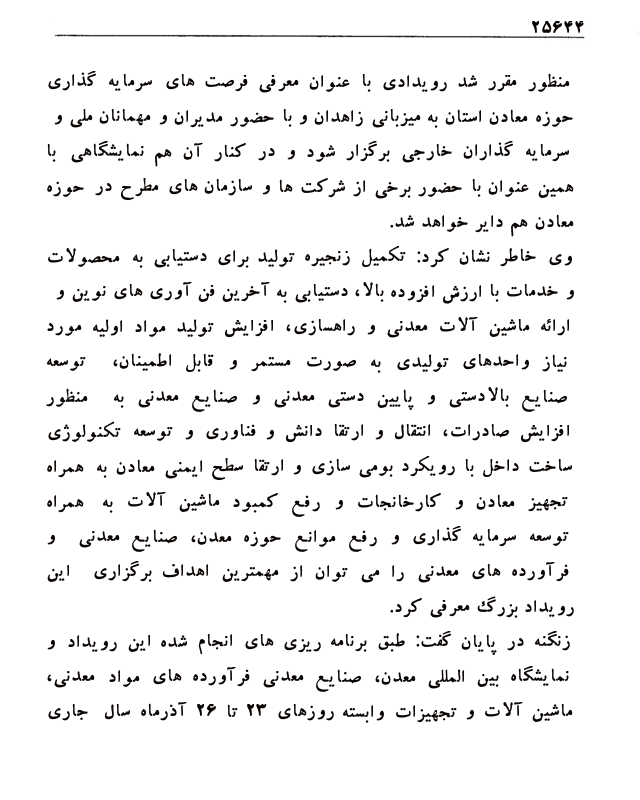 ۲۵۶۴۴
منظور مقرر شد رویدادی با عنوان معرفی فرصت های سرمایه گذاری
حوزه معادن استان به میزبانی زاهدان و با حضور مدیران و مهمانان ملی و
سرمایه گذاران خارجی برگزار شود و در کنار آن هم نمایشگاهی با
همین عنوان با حضور برخی از شرکت ها و سازمان های مطرح در حوزه
معادن هم دایر خواهد شد.
وی خاطر نشان کرد: تکمیل زنجیره تولید برای دستیابی به محصولات
و خدمات با ارزش افزوده بالا، دستیابی به آخرین فن آوری های نوین و
ارائه ماشین آلات معدنی و راهسازی، افزایش تولید مواد اولیه مورد
نیاز واحدهای تولیدی به صورت مستمر و قابل اطمینان، توسعه
صنایع بالادستی و پایین دستی معدنی و صنایع معدنی به منظور
افزایش صادرات، انتقال و ارتقا دانش و فناوری و توسعه تکنولوژی
ساخت داخل با رویکرد بومی سازی و ارتقا سطح ایمنی معادن به همراه
تجهیز معادن و کارخانجات و رفع کمبود ماشین آلات به همراه
توسعه سرمایه گذاری و رفع موانع حوزه معدن، صنایع معدنی و
فرآورده های معدنی را می توان از مهمترین اهداف برگزاری این
رویداد بزرگ معرفی کرد.
زنگنه در پایان گفت: طبق برنامه ریزی های انجام شده این رویداد و
نمایشگاه بین المللی معدن، صنایع معدنی فرآورده های مواد معدنی،
ماشین آلات و تجهیزات وابسته روزهای ۲۳ تا ۲۶ آذرماه سال جاری